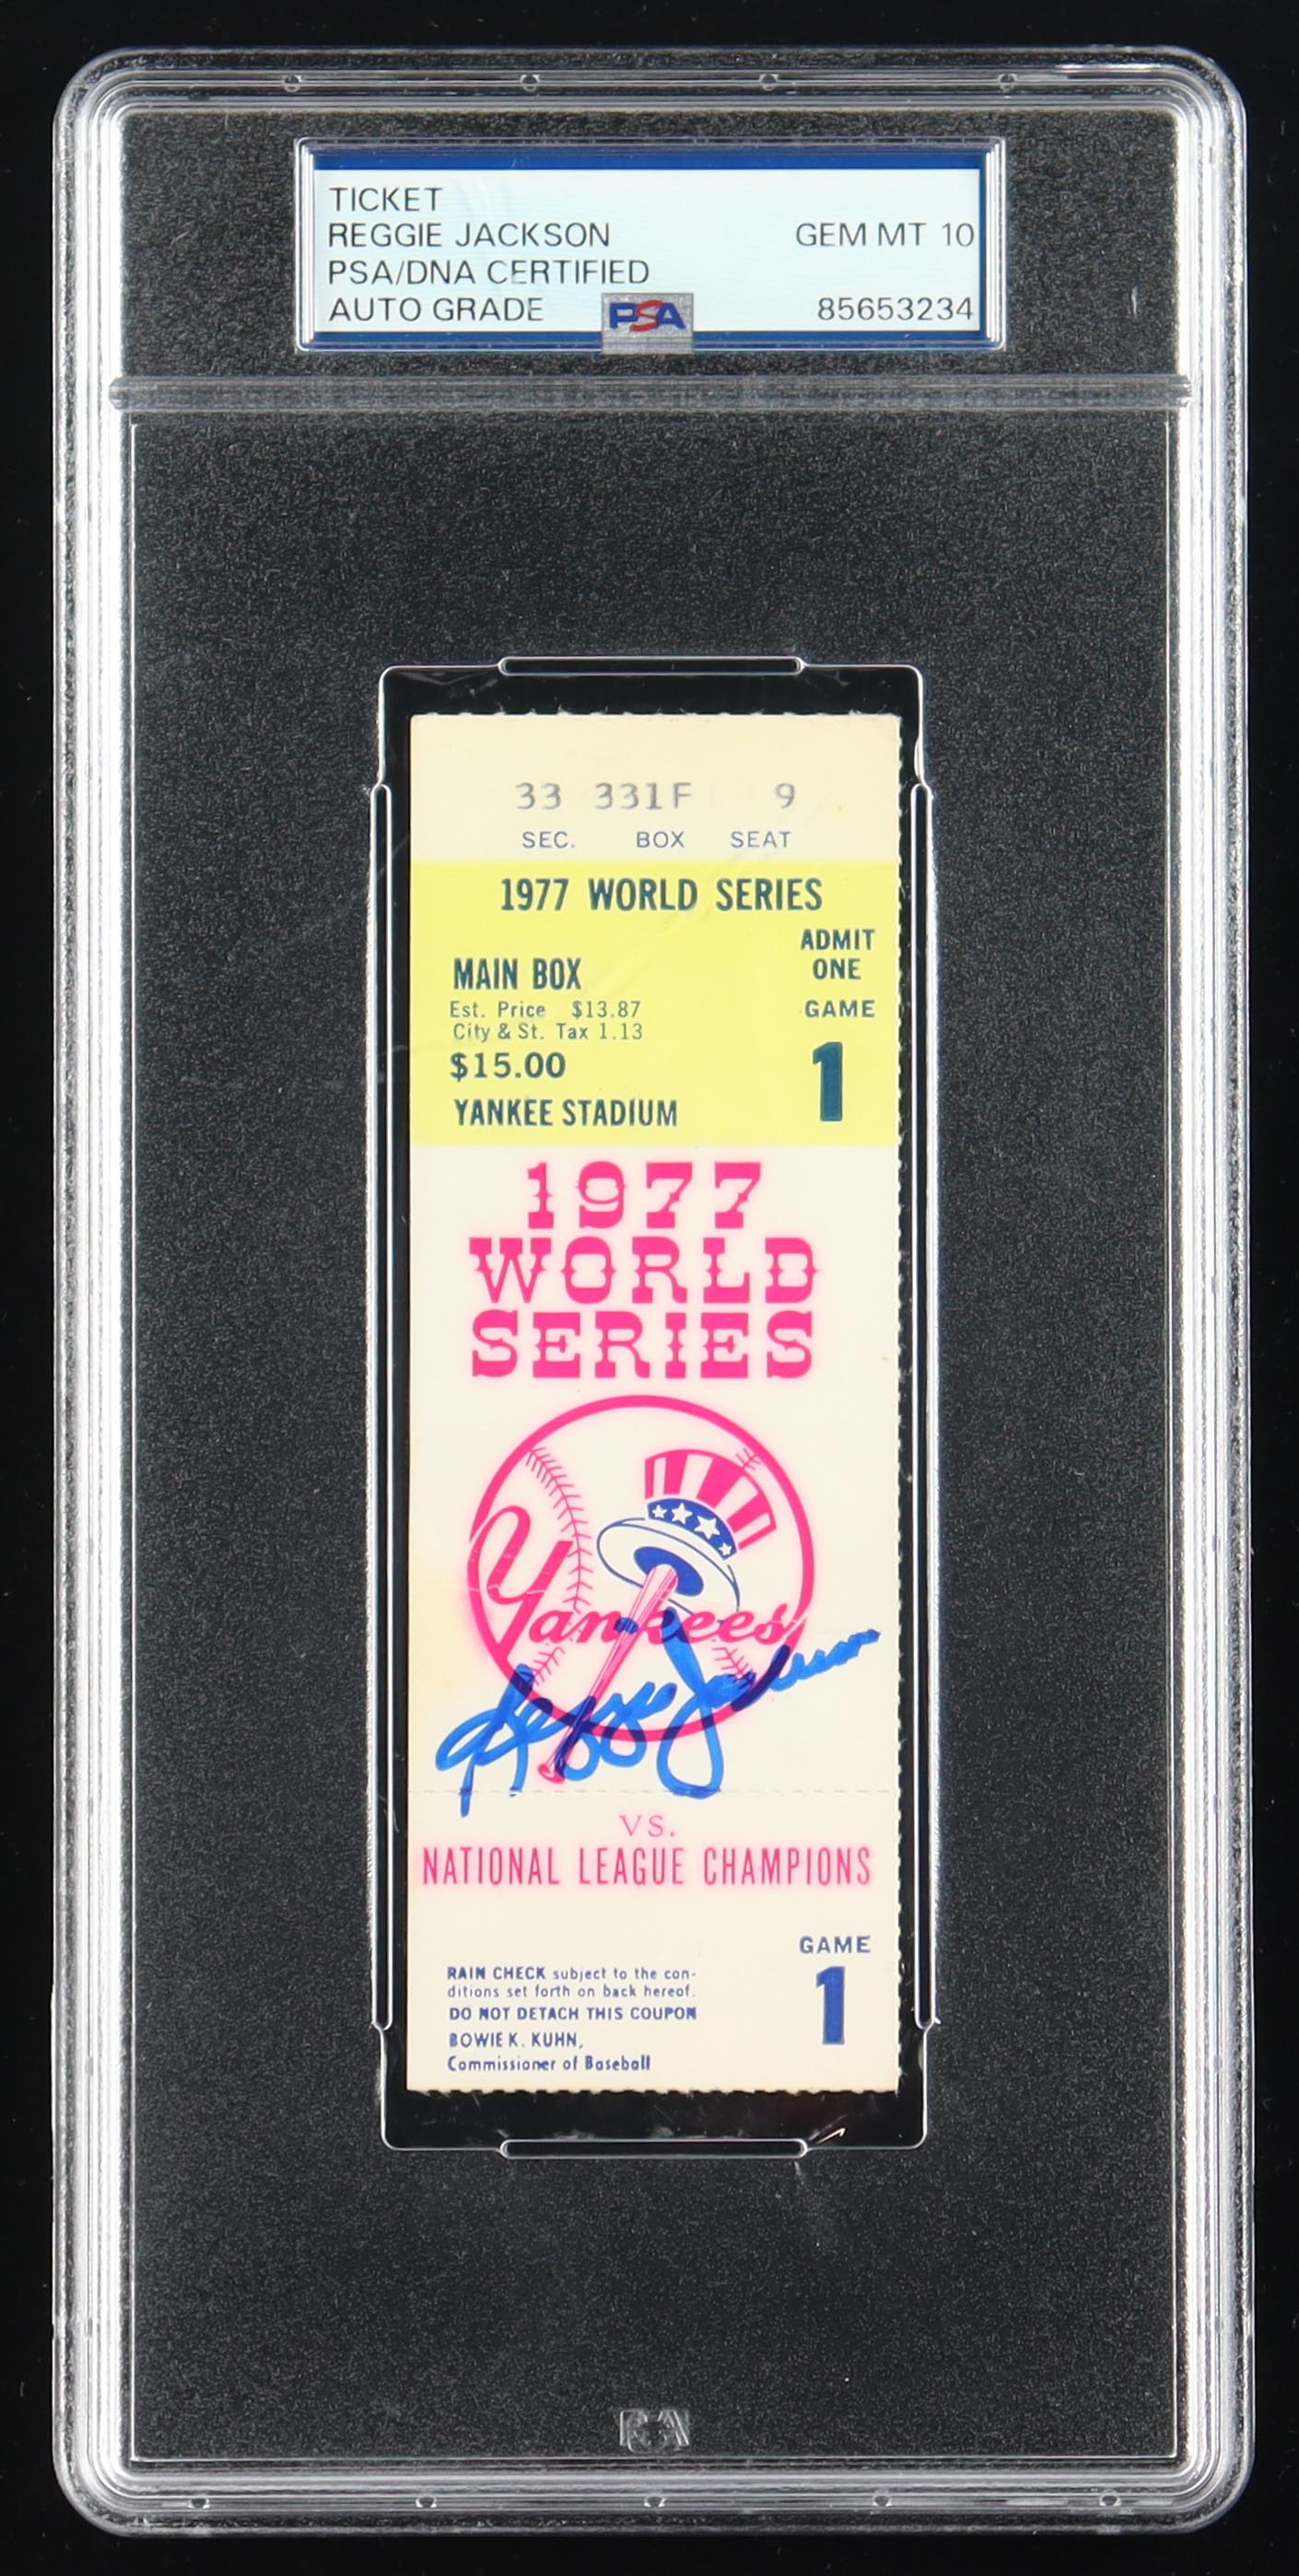 TICKET
REGGIE JACKSON GEM MT 10
PSA/DNA CERTIFIED
AUTO GRADE PSA 85653234
33 331F 9
SEC. BOX SEAT
1977 WORLD SERIES
ADMIT
MAIN BOX ONE
Est. Price $13.87 GAME
City & St. Tax 1.13
$15.00 1
YANKEE STADIUM
1977
WORLD
SERIES
Yankees
Reggie Jackson
VS.
NATIONAL LEAGUE CHAMPIONS
GAME
1
RAIN CHECK subject to the con-
ditions set forth on back hereof.
DO NOT DETACH THIS COUPON
BOWIE K. KUHN,
Commissioner of Baseball
PSA